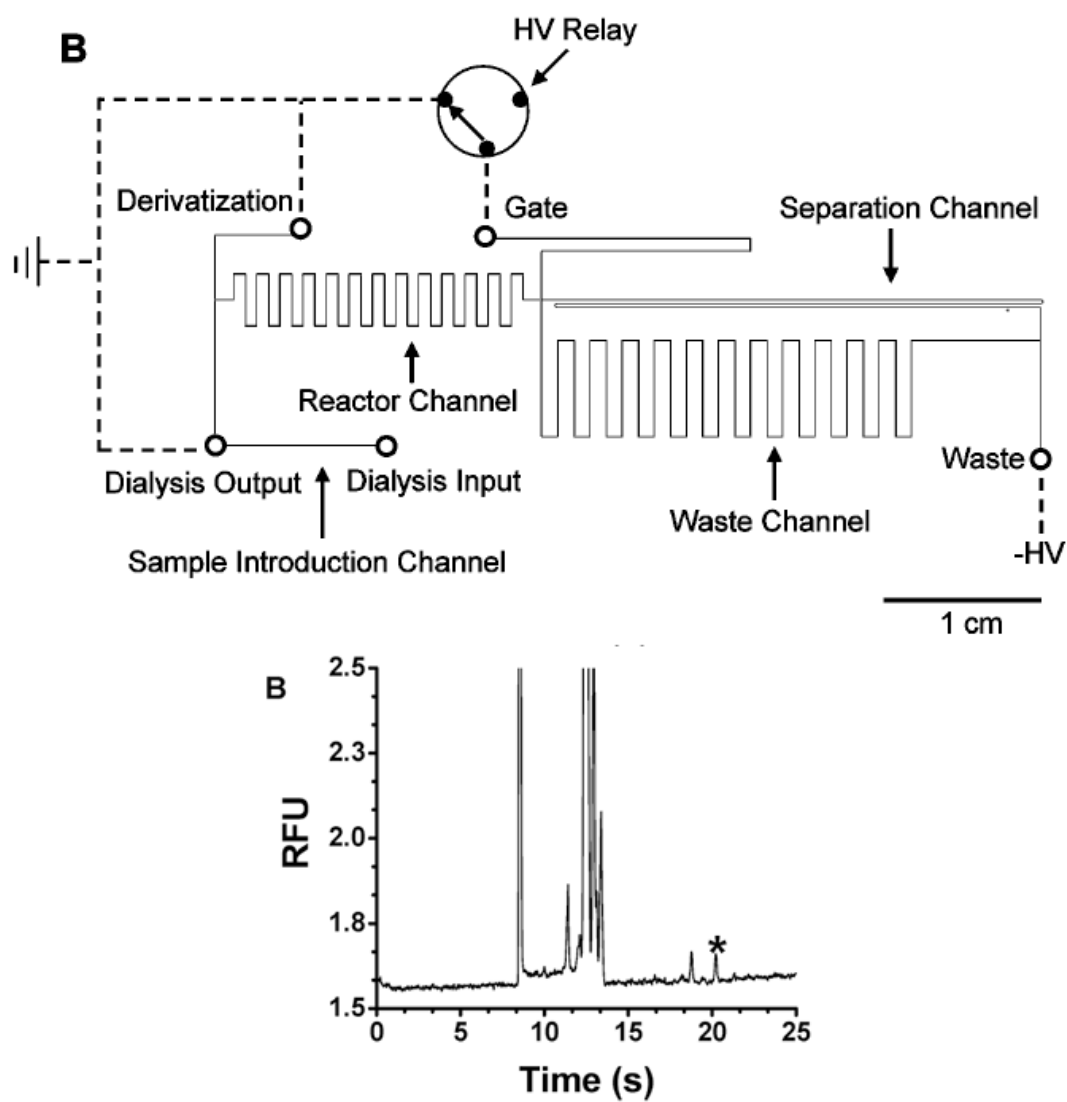 B
HV Relay
Derivatization
Gate
Separation Channel
Reactor Channel
Dialysis Output
Dialysis Input
Waste
Waste Channel
Sample Introduction Channel
-HV
1 cm
B
2.5
2.3
2.0
1.8
1.5
RFU
*
0 5 10 15 20 25
Time (s)